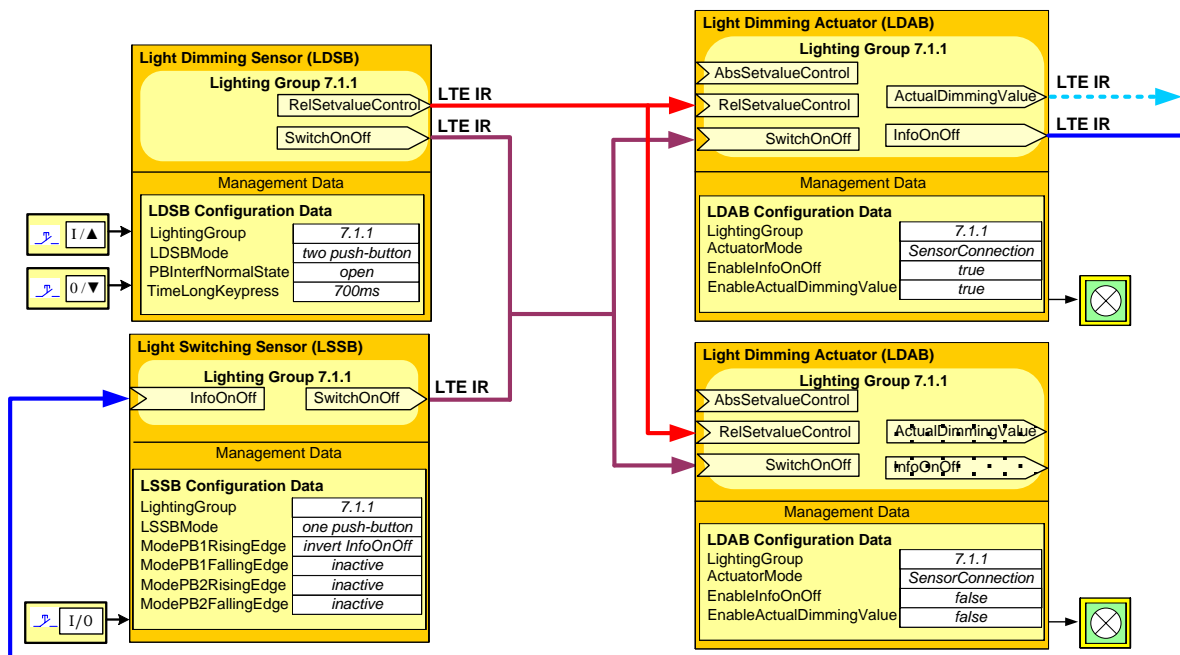 Light Dimming Sensor (LDSB)
Lighting Group 7.1.1
RelSetvalueControl
SwitchOnOff
LTE IR
LTE IR
Management Data
LDSB Configuration Data
LightingGroup 7.1.1
LDSBMode two push-button
PBInterfNormalState open
TimeLongKeypress 700ms
I/▲
0/▼
Light Switching Sensor (LSSB)
Lighting Group 7.1.1
InfoOnOff SwitchOnOff
LTE IR
Management Data
LSSB Configuration Data
LightingGroup 7.1.1
LSSBMode one push-button
ModePB1RisingEdge invert InfoOnOff
ModePB1FallingEdge inactive
ModePB2RisingEdge inactive
ModePB2FallingEdge inactive
I/0
Light Dimming Actuator (LDAB)
Lighting Group 7.1.1
AbsSetvalueControl
RelSetvalueControl ActualDimmingValue
SwitchOnOff InfoOnOff
LTE IR
LTE IR
Management Data
LDAB Configuration Data
LightingGroup 7.1.1
ActuatorMode SensorConnection
EnableInfoOnOff true
EnableActualDimmingValue true
Light Dimming Actuator (LDAB)
Lighting Group 7.1.1
AbsSetvalueControl
RelSetvalueControl ActualDimmingValue
SwitchOnOff InfoOnOff
Management Data
LDAB Configuration Data
LightingGroup 7.1.1
ActuatorMode SensorConnection
EnableInfoOnOff false
EnableActualDimmingValue false